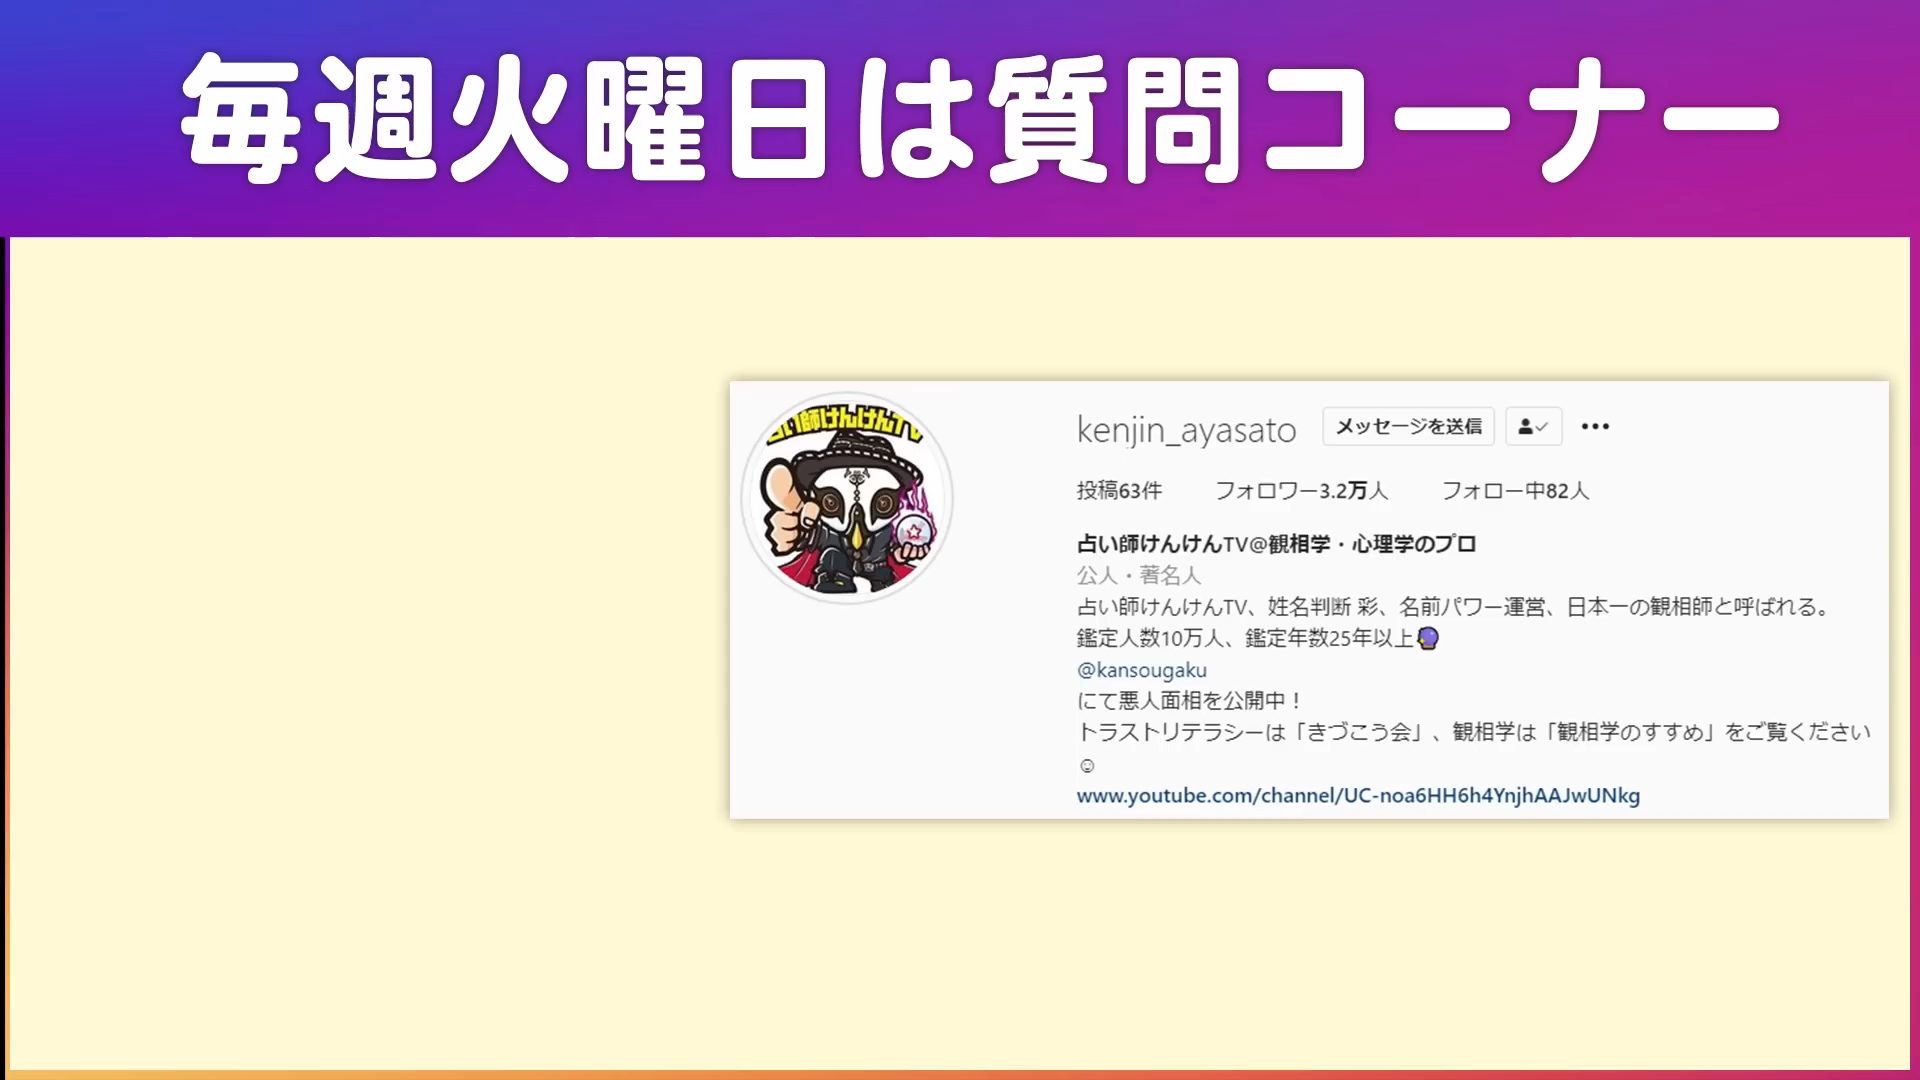 毎週火曜日は質問コーナー
占い師けんけんTV
kenjin_ayasato メッセージを送信
投稿63件 フォロワー3.2万人 フォロー中82人
占い師けんけんTV@観相学・心理学のプロ
公人・著名人
占い師けんけんTV、姓名判断 彩、名前パワー運営、日本一の観相師と呼ばれる。
鑑定人数10万人、鑑定年数25年以上🔮
@kansougaku
にて悪人面相を公開中！
トラストリテラシーは「きづこう会」、観相学は「観相学のすすめ」をご覧ください
☺
www.youtube.com/channel/UC-noa6HH6h4YnjhAAJwUNkg